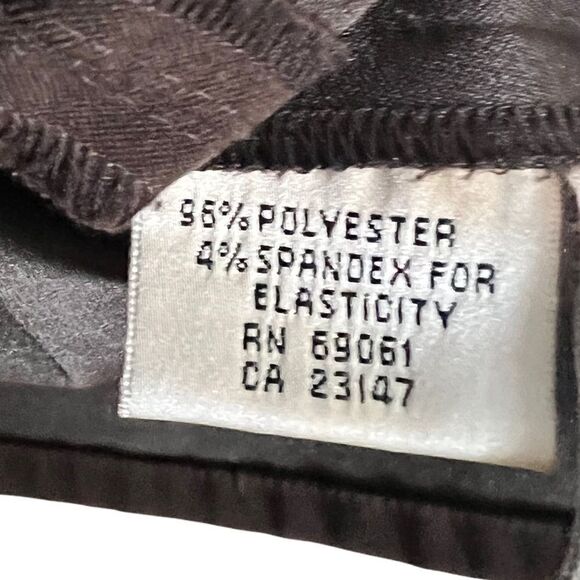 96% POLYESTER
4% SPANDEX FOR
ELASTICITY
RN 69061
CA 23147